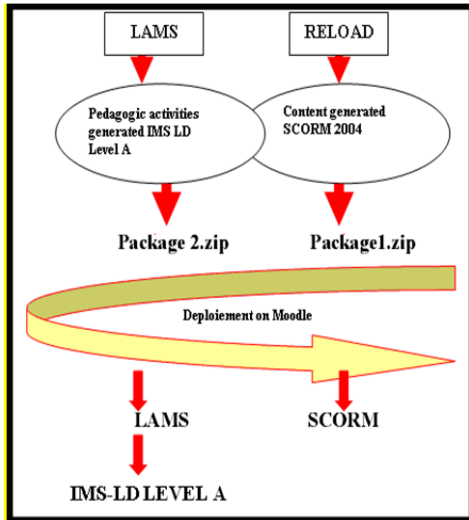 LAMS
RELOAD
Pedagogic activities
generated IMS LD
Level A
Content generated
SCORM 2004
Package 2.zip
Package1.zip
Deploiement on Moodle
LAMS
SCORM
IMS-LD LEVEL A